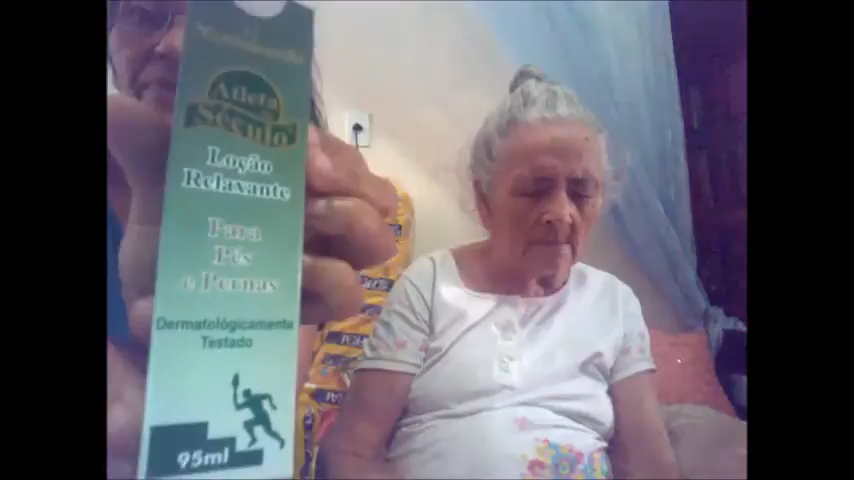 Atleta
Século
Loção
Relaxante
Para
Pés
e Pernas
Dermatológicamente
Testado
95ml